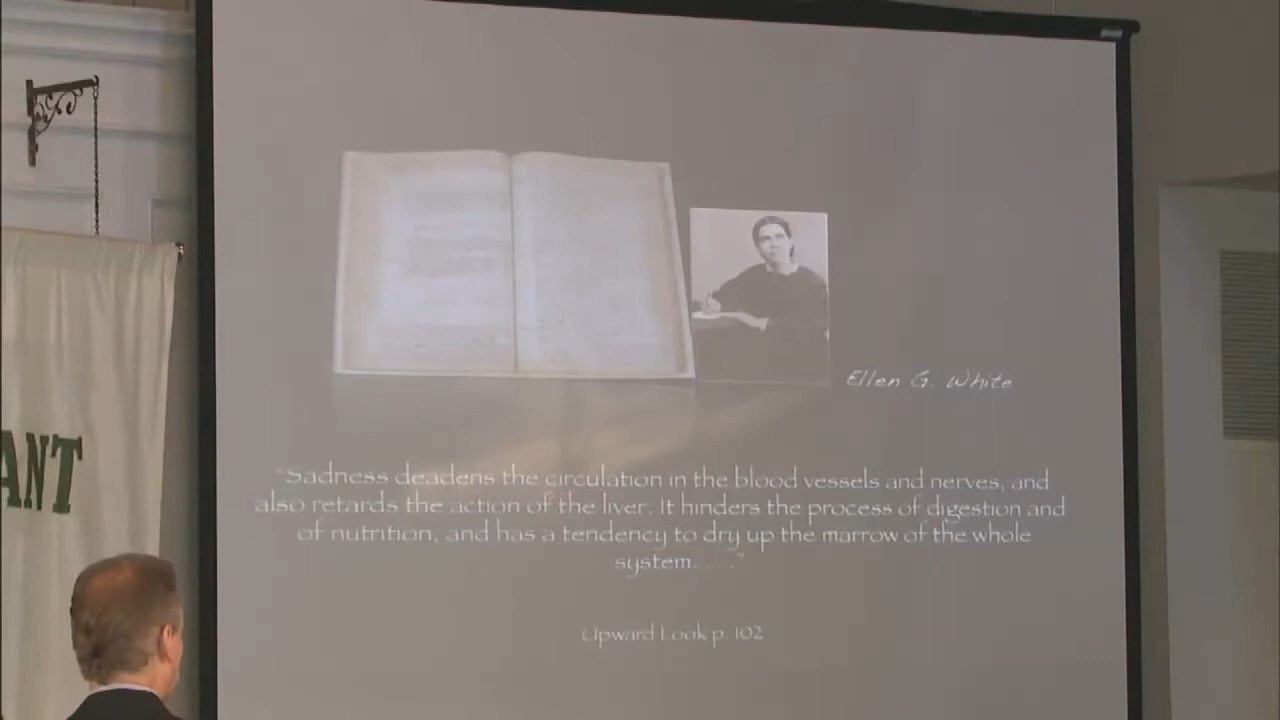 ANT
Ellen G. White
"Sadness deadens the circulation in the blood vessels and nerves, and
also retards the action of the liver. It hinders the process of digestion and
of nutrition, and has a tendency to dry up the marrow of the whole
system. . . ."
Upward Look p. 102